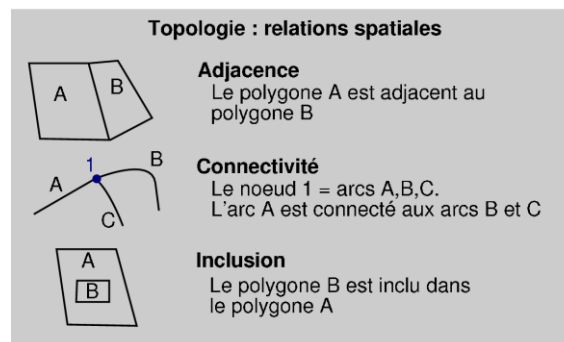 Topologie : relations spatiales
A
B
Adjacence
Le polygone A est adjacent au
polygone B
1
A
B
C
Connectivité
Le noeud 1 = arcs A,B,C.
L'arc A est connecté aux arcs B et C
A
B
Inclusion
Le polygone B est inclu dans
le polygone A